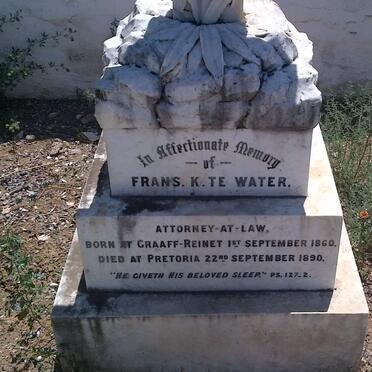 In Affectionate Memory
— of —
FRANS. K. TE WATER.
ATTORNEY-AT-LAW.
BORN AT GRAAFF-REINET 1ST SEPTEMBER 1860.
DIED AT PRETORIA 22ND SEPTEMBER 1890.
"HE GIVETH HIS BELOVED SLEEP." PS. 127. 2.